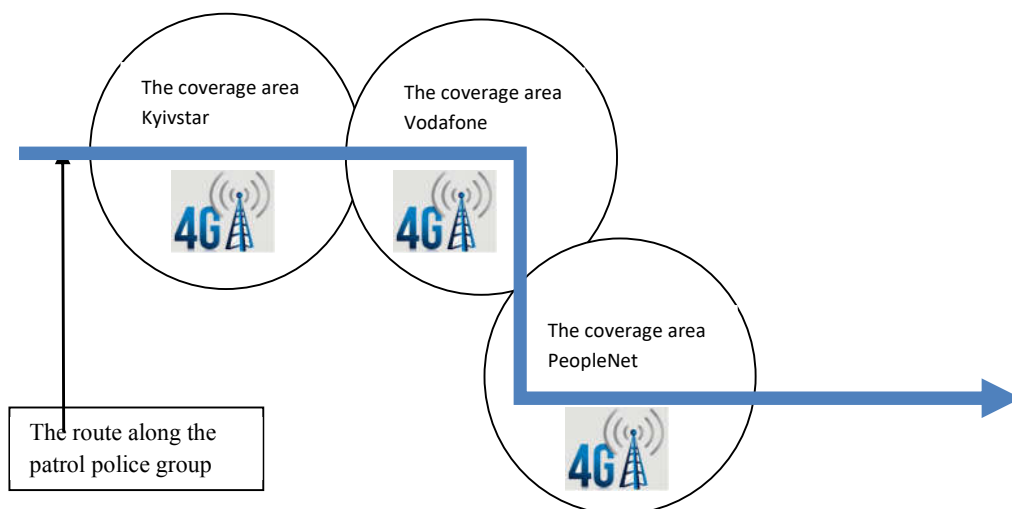 The coverage area
Kyivstar
The coverage area
Vodafone
4G
4G
The coverage area
PeopleNet
4G
The route along the
patrol police group